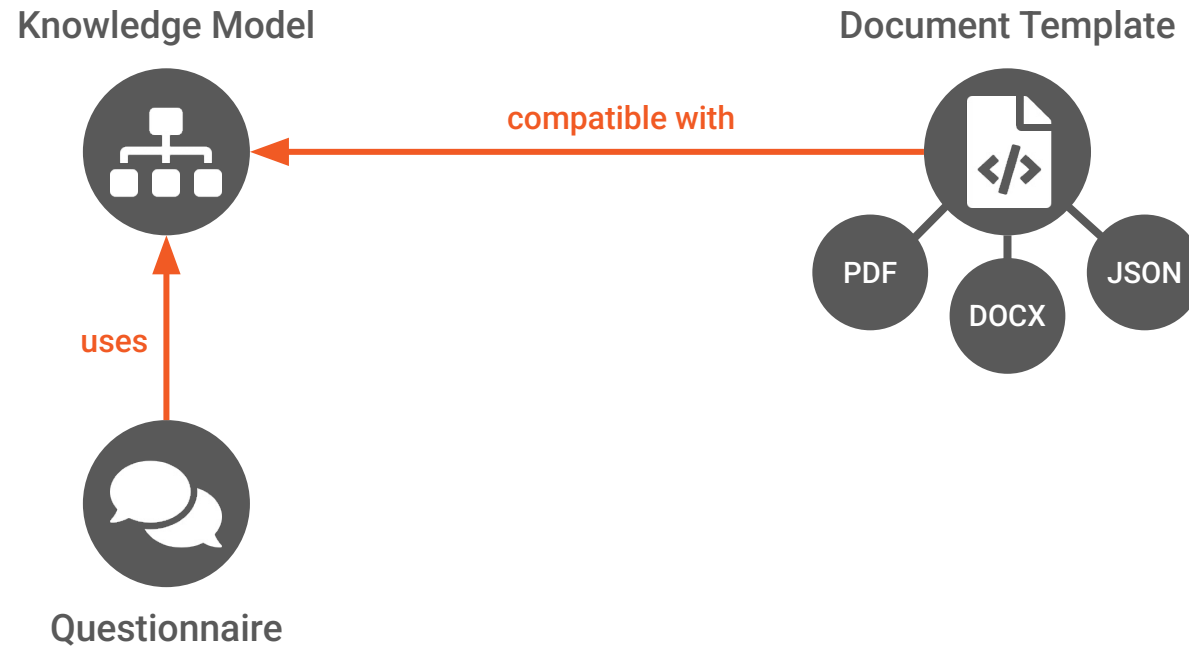 Knowledge Model
Document Template
compatible with
</>
PDF
DOCX
JSON
uses
Questionnaire